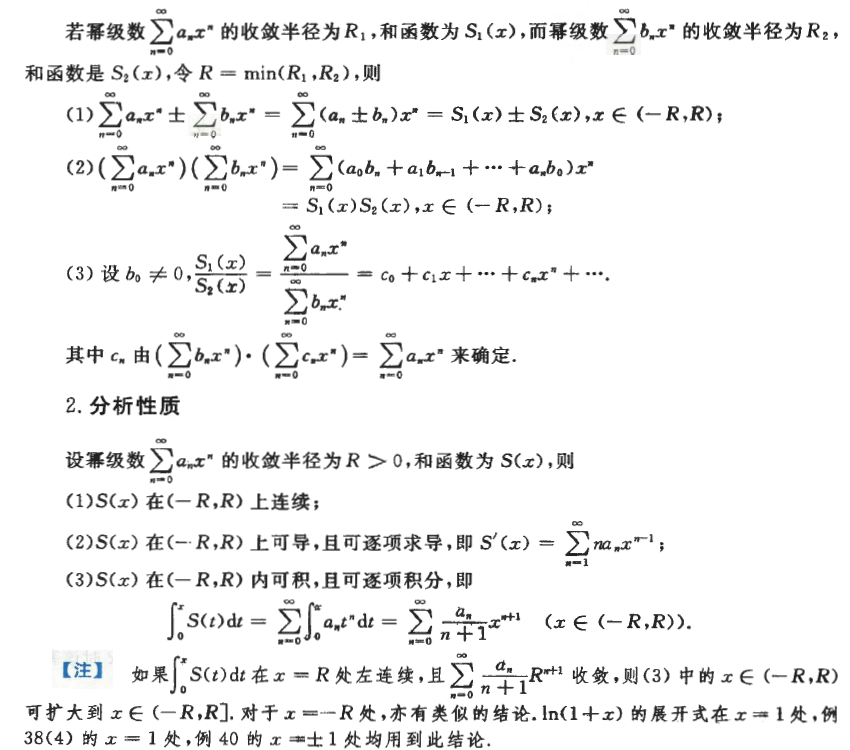 若幂级数 $\sum_{n=0}^{\infty} a_n x^n$ 的收敛半径为 $R_1$,和函数为 $S_1(x)$,而幂级数 $\sum_{n=0}^{\infty} b_n x^n$ 的收敛半径为 $R_2$,
和函数是 $S_2(x)$,令 $R = \min(R_1, R_2)$,则
(1) $\sum_{n=0}^{\infty} a_n x^n \pm \sum_{n=0}^{\infty} b_n x^n = \sum_{n=0}^{\infty} (a_n \pm b_n) x^n = S_1(x) \pm S_2(x), x \in (-R, R)$;
(2) $(\sum_{n=0}^{\infty} a_n x^n)(\sum_{n=0}^{\infty} b_n x^n) = \sum_{n=0}^{\infty} (a_0 b_n + a_1 b_{n-1} + \cdots + a_n b_0) x^n$
$= S_1(x) S_2(x), x \in (-R, R)$;
(3) 设 $b_0 \neq 0, \frac{S_1(x)}{S_2(x)} = \frac{\sum_{n=0}^{\infty} a_n x^n}{\sum_{n=0}^{\infty} b_n x^n} = c_0 + c_1 x + \cdots + c_n x^n + \cdots$.
其中 $c_n$ 由 $(\sum_{n=0}^{\infty} b_n x^n) \cdot (\sum_{n=0}^{\infty} c_n x^n) = \sum_{n=0}^{\infty} a_n x^n$ 来确定.
2. 分析性质
设幂级数 $\sum_{n=0}^{\infty} a_n x^n$ 的收敛半径为 $R > 0$,和函数为 $S(x)$,则
(1) $S(x)$ 在 $(-R, R)$ 上连续;
(2) $S(x)$ 在 $(-R, R)$ 上可导,且可逐项求导,即 $S'(x) = \sum_{n=1}^{\infty} n a_n x^{n-1}$;
(3) $S(x)$ 在 $(-R, R)$ 内可积,且可逐项积分,即
$\int_0^x S(t) dt = \sum_{n=0}^{\infty} \int_0^x a_n t^n dt = \sum_{n=0}^{\infty} \frac{a_n}{n+1} x^{n+1} \quad (x \in (-R, R))$.
【注】 如果 $\int_0^x S(t) dt$ 在 $x = R$ 处左连续,且 $\sum_{n=0}^{\infty} \frac{a_n}{n+1} R^{n+1}$ 收敛,则(3) 中的 $x \in (-R, R)$
可扩大到 $x \in (-R, R]$. 对于 $x = -R$ 处,亦有类似的结论. $\ln(1+x)$ 的展开式在 $x = 1$ 处,例
38(4) 的 $x = 1$ 处,例 40 的 $x = \pm 1$ 处均用到此结论.